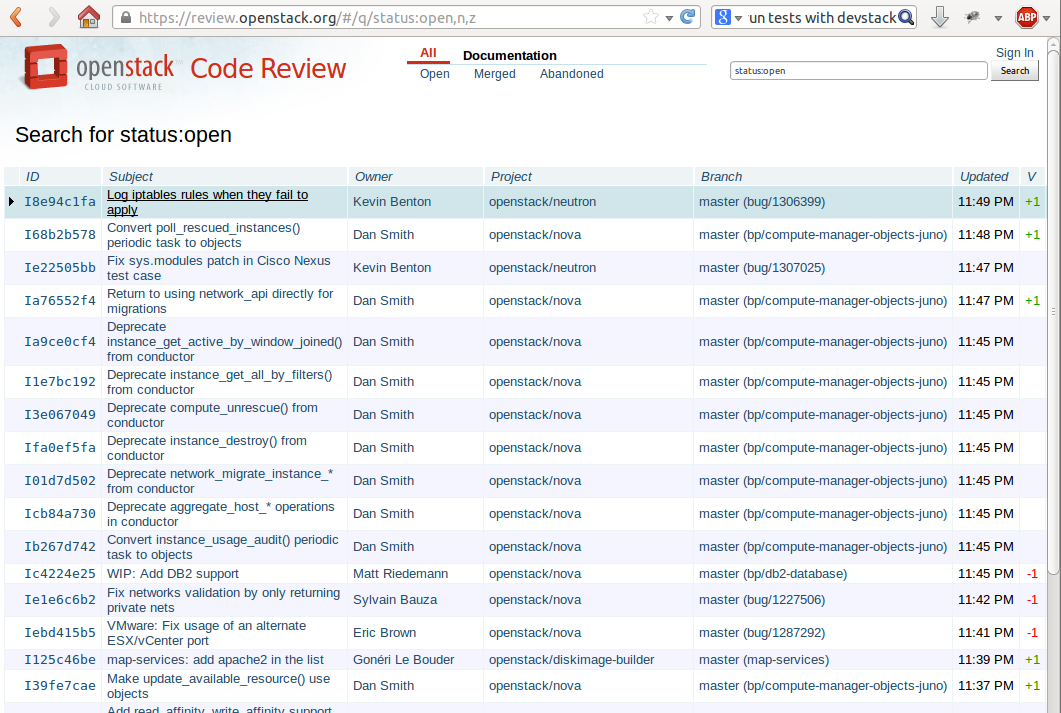 https://review.openstack.org/#/q/status:open,n,z
un tests with devstack
ABP
openstack™ Code Review
CLOUD SOFTWARE
All Documentation
Open Merged Abandoned
Sign In
status:open Search
Search for status:open
ID Subject Owner Project Branch Updated V
I8e94c1fa Log iptables rules when they fail to
apply Kevin Benton openstack/neutron master (bug/1306399) 11:49 PM +1
I68b2b578 Convert poll_rescued_instances()
periodic task to objects Dan Smith openstack/nova master (bp/compute-manager-objects-juno) 11:48 PM +1
Ie22505bb Fix sys.modules patch in Cisco Nexus
test case Kevin Benton openstack/neutron master (bug/1307025) 11:47 PM
Ia76552f4 Return to using network_api directly for
migrations Dan Smith openstack/nova master (bp/compute-manager-objects-juno) 11:47 PM +1
Ia9ce0cf4 Deprecate
instance_get_active_by_window_joined()
from conductor Dan Smith openstack/nova master (bp/compute-manager-objects-juno) 11:45 PM
I1e7bc192 Deprecate instance_get_all_by_filters()
from conductor Dan Smith openstack/nova master (bp/compute-manager-objects-juno) 11:45 PM
I3e067049 Deprecate compute_unrescue() from
conductor Dan Smith openstack/nova master (bp/compute-manager-objects-juno) 11:45 PM
Ifa0ef5fa Deprecate instance_destroy() from
conductor Dan Smith openstack/nova master (bp/compute-manager-objects-juno) 11:45 PM
I01d7d502 Deprecate network_migrate_instance_*
from conductor Dan Smith openstack/nova master (bp/compute-manager-objects-juno) 11:45 PM
Icb84a730 Deprecate aggregate_host_* operations
in conductor Dan Smith openstack/nova master (bp/compute-manager-objects-juno) 11:45 PM
Ib267d742 Convert instance_usage_audit() periodic
task to objects Dan Smith openstack/nova master (bp/compute-manager-objects-juno) 11:45 PM
Ic4224e25 WIP: Add DB2 support Matt Riedemann openstack/nova master (bp/db2-database) 11:45 PM -1
Ie1e6c6b2 Fix networks validation by only returning
private nets Sylvain Bauza openstack/nova master (bug/1227506) 11:42 PM -1
Iebd415b5 VMware: Fix usage of an alternate
ESX/vCenter port Eric Brown openstack/nova master (bug/1287292) 11:41 PM -1
I125c46be map-services: add apache2 in the list Gonéri Le Bouder openstack/diskimage-builder master (map-services) 11:39 PM +1
I39fe7cae Make update_available_resource() use
objects Dan Smith openstack/nova master (bp/compute-manager-objects-juno) 11:37 PM +1
Add read_affinity, write_affinity support